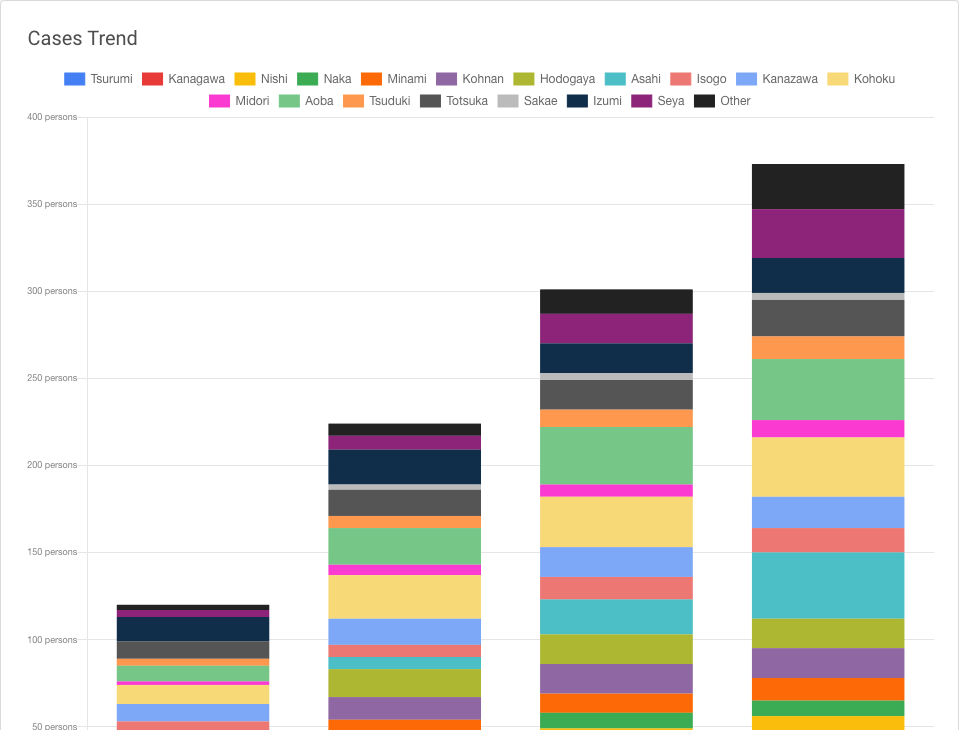 Cases Trend
Tsurumi Kanagawa Nishi Naka Minami Kohnan Hodogaya Asahi Isogo Kanazawa Kohoku
Midori Aoba Tsuduki Totsuka Sakae Izumi Seya Other
400 persons
350 persons
300 persons
250 persons
200 persons
150 persons
100 persons
50 persons